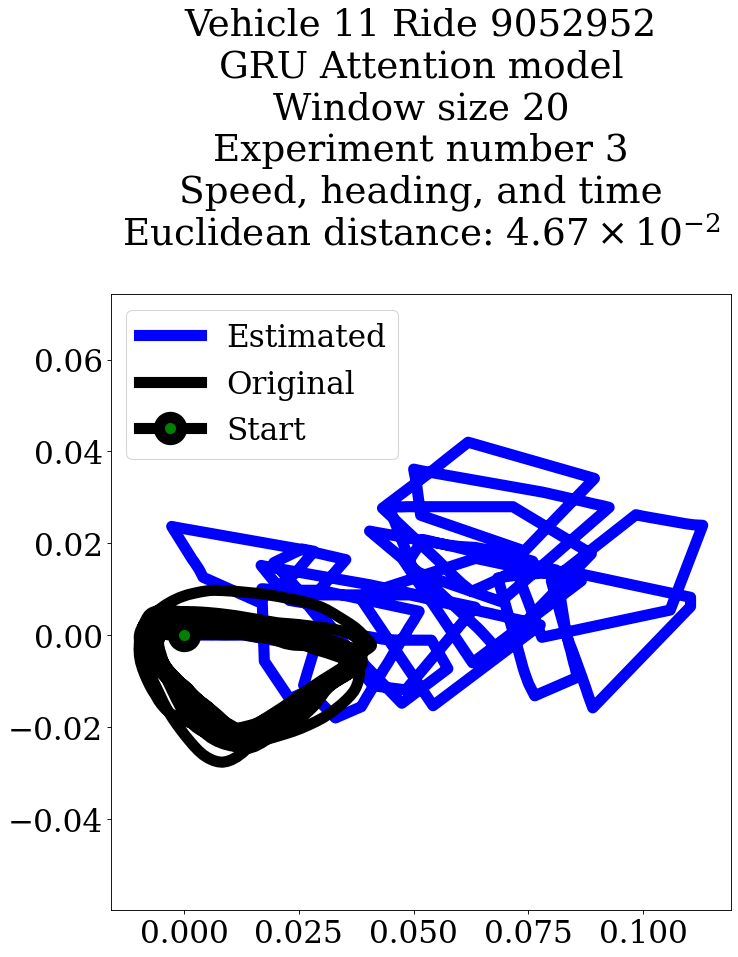 Vehicle 11 Ride 9052952
GRU Attention model
Window size 20
Experiment number 3
Speed, heading, and time
Euclidean distance: 4.67 × 10⁻²
Estimated
Original
Start
0.06
0.04
0.02
0.00
−0.02
−0.04
0.000 0.025 0.050 0.075 0.100